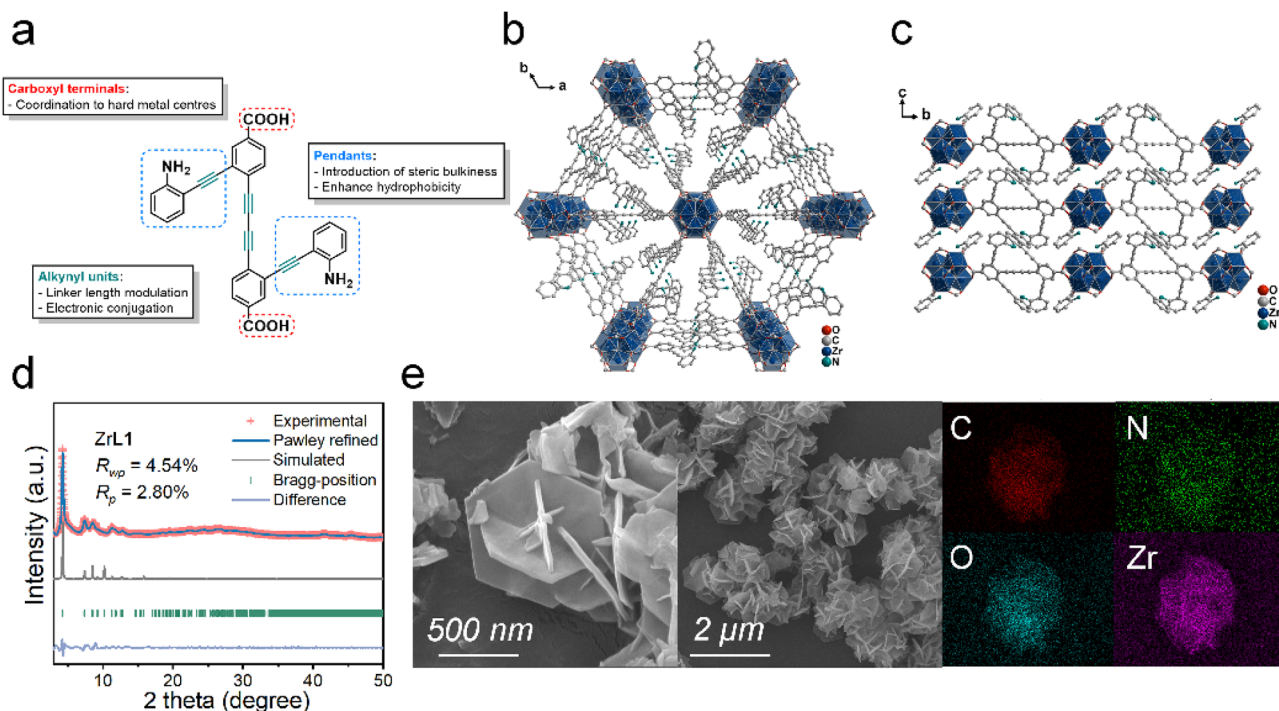 a
Carboxyl terminals:
- Coordination to hard metal centres
COOH
NH2
Pendants:
- Introduction of steric bulkiness
- Enhance hydrophobicity
Alkynyl units:
- Linker length modulation
- Electronic conjugation
NH2
COOH
b
b
a
O
C
Zr
N
c
c
b
O
C
Zr
N
d
Intensity (a.u.)
ZrL1
Rwp = 4.54%
Rp = 2.80%
Experimental
Pawley refined
Simulated
Bragg-position
Difference
10 20 30 40 50
2 theta (degree)
e
500 nm
2 μm
C
N
O
Zr